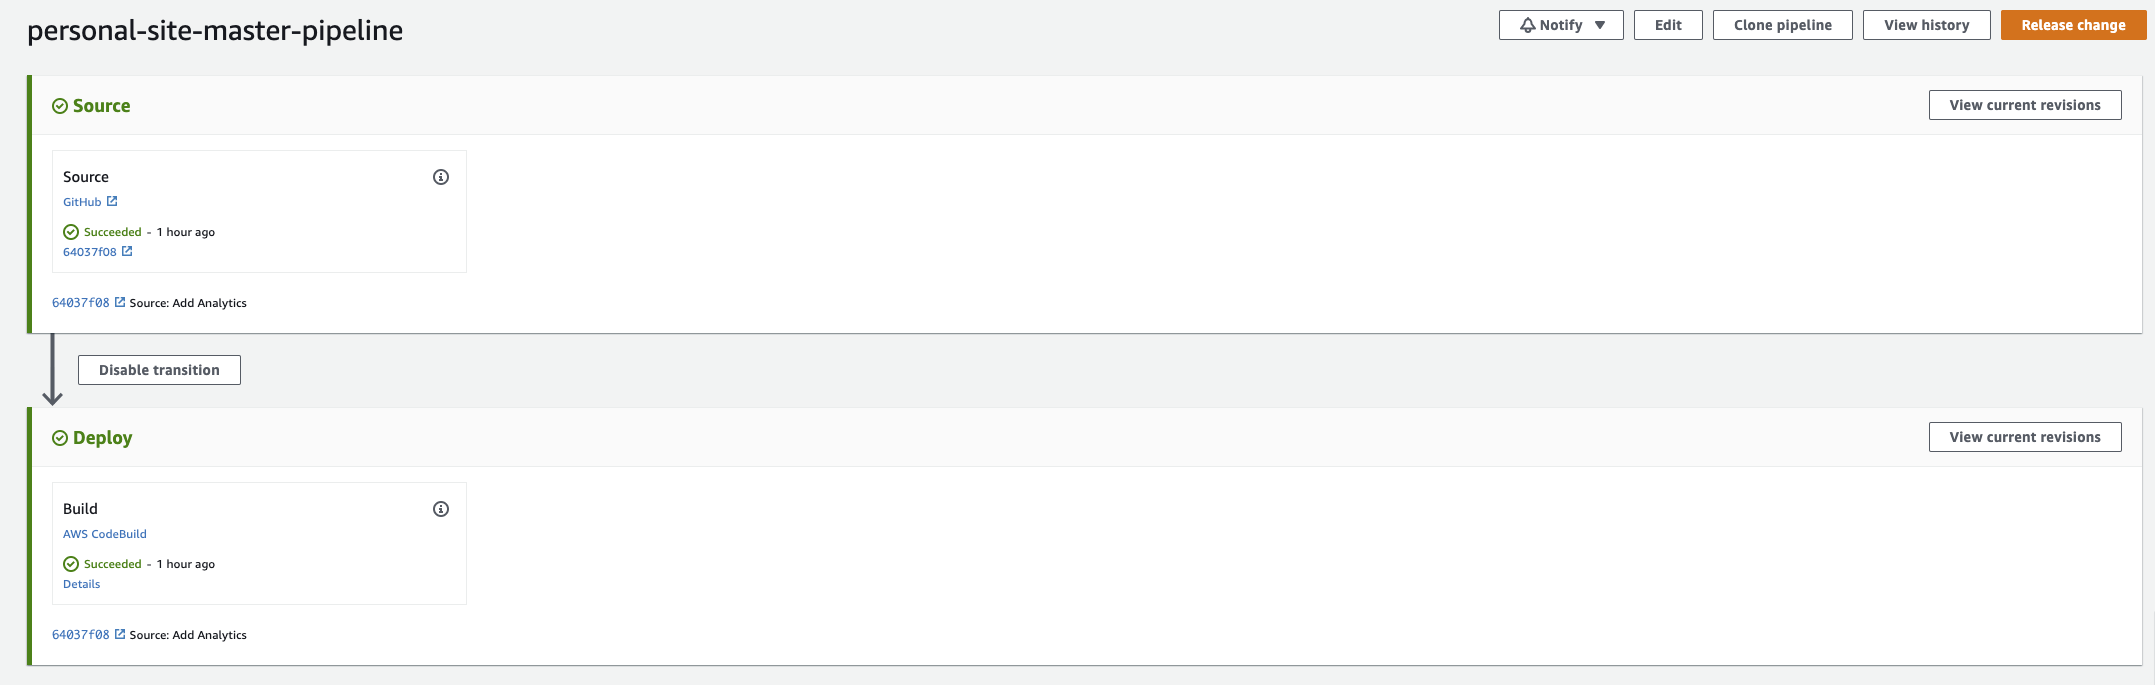 personal-site-master-pipeline
Notify
Edit
Clone pipeline
View history
Release change
Source
View current revisions
Source
GitHub
Succeeded - 1 hour ago
64037f08
64037f08 Source: Add Analytics
Disable transition
Deploy
View current revisions
Build
AWS CodeBuild
Succeeded - 1 hour ago
Details
64037f08 Source: Add Analytics